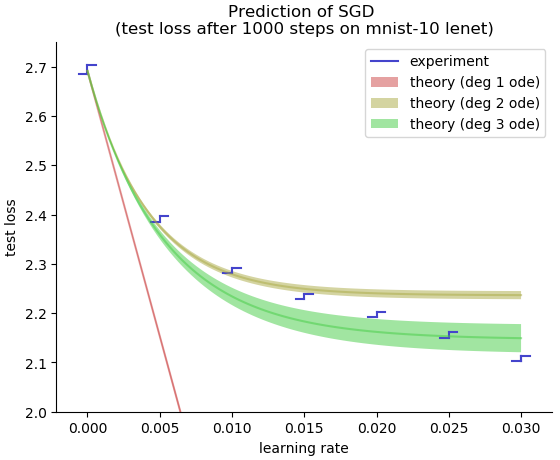 Prediction of SGD
(test loss after 1000 steps on mnist-10 lenet)
experiment
theory (deg 1 ode)
theory (deg 2 ode)
theory (deg 3 ode)
2.7
2.6
2.5
2.4
2.3
2.2
2.1
2.0
test loss
0.000 0.005 0.010 0.015 0.020 0.025 0.030
learning rate